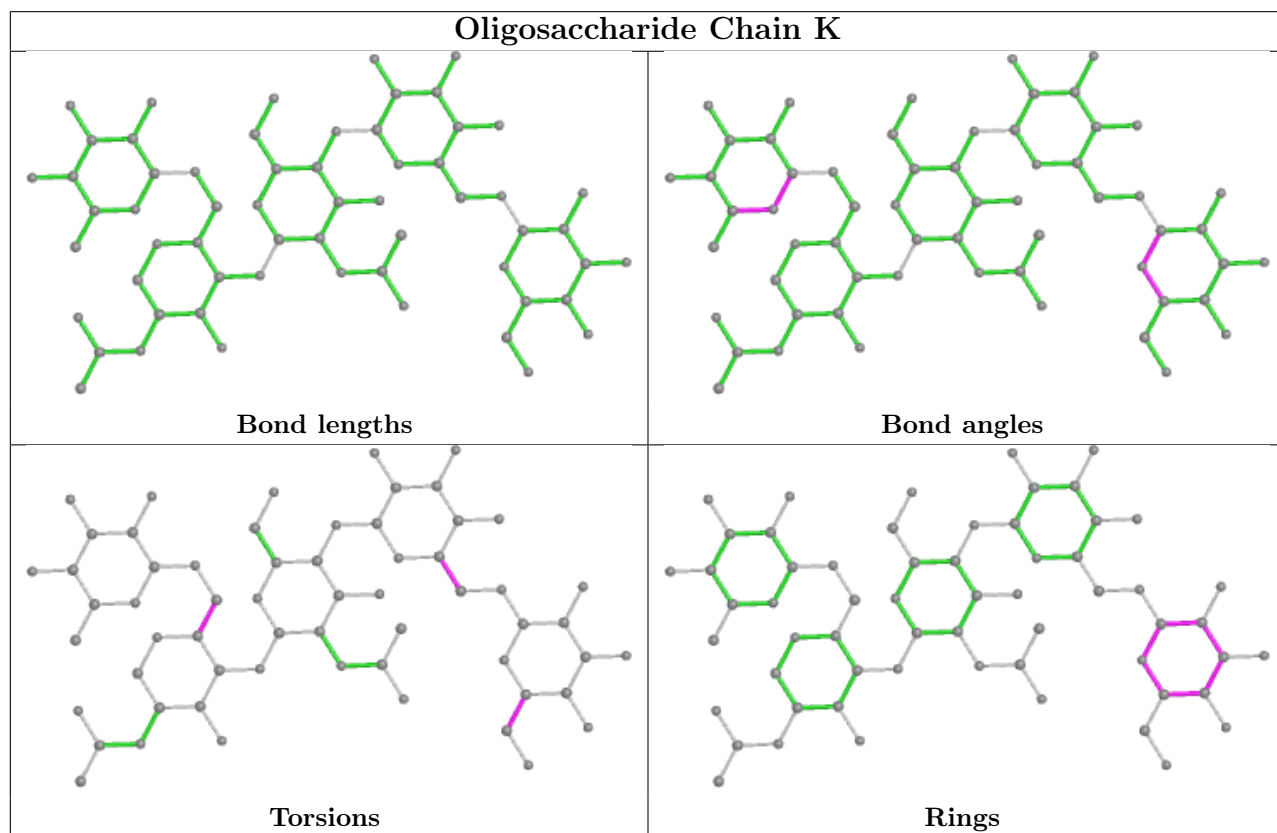 Oligosaccharide Chain K
Bond lengths
Bond angles
Torsions
Rings